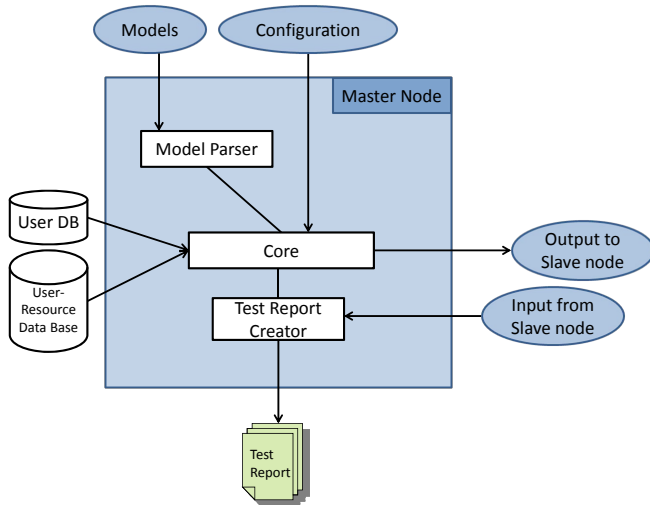 Models
Configuration
Master Node
Model Parser
User DB
Core
Output to
Slave node
User-
Resource
Data Base
Test Report
Creator
Input from
Slave node
Test
Report